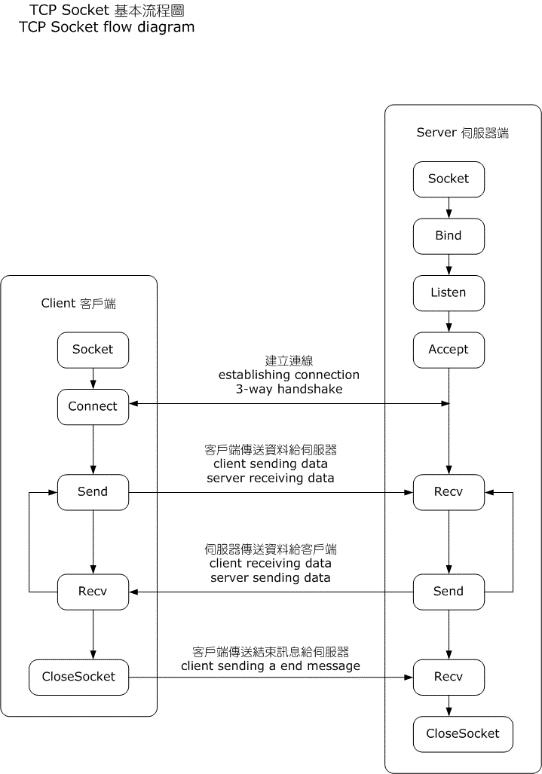 TCP Socket 基本流程圖
TCP Socket flow diagram
Server 伺服器端
Socket
Bind
Listen
Accept
Client 客戶端
Socket
Connect
建立連線
establishing connection
3-way handshake
客戶端傳送資料給伺服器
client sending data
server receiving data
Send
Recv
伺服器傳送資料給客戶端
client receiving data
server sending data
Recv
Send
客戶端傳送結束訊息給伺服器
client sending a end message
CloseSocket
Recv
CloseSocket